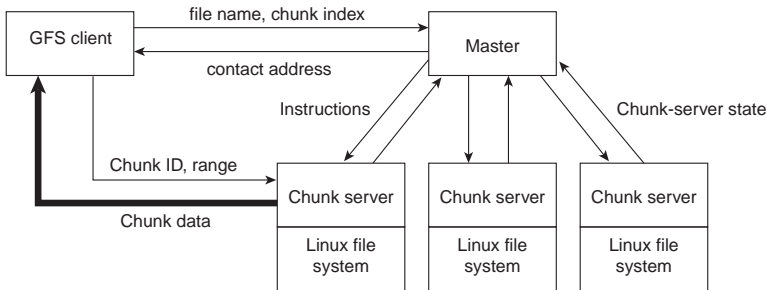 file name, chunk index
GFS client
Master
contact address
Instructions
Chunk-server state
Chunk ID, range
Chunk server
Chunk server
Chunk server
Chunk data
Linux file
system
Linux file
system
Linux file
system